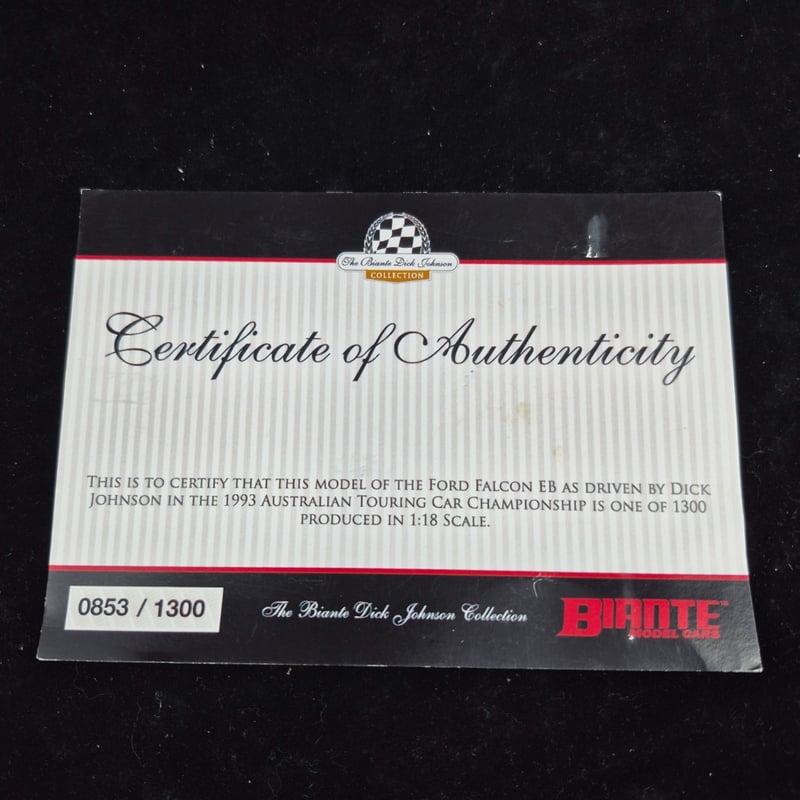 The Biante Dick Johnson
COLLECTION
Certificate of Authenticity
THIS IS TO CERTIFY THAT THIS MODEL OF THE FORD FALCON EB AS DRIVEN BY DICK
JOHNSON IN THE 1993 AUSTRALIAN TOURING CAR CHAMPIONSHIP IS ONE OF 1300
PRODUCED IN 1:18 SCALE.
0853 / 1300
The Biante Dick Johnson Collection
BIANTE™
MODEL CARS